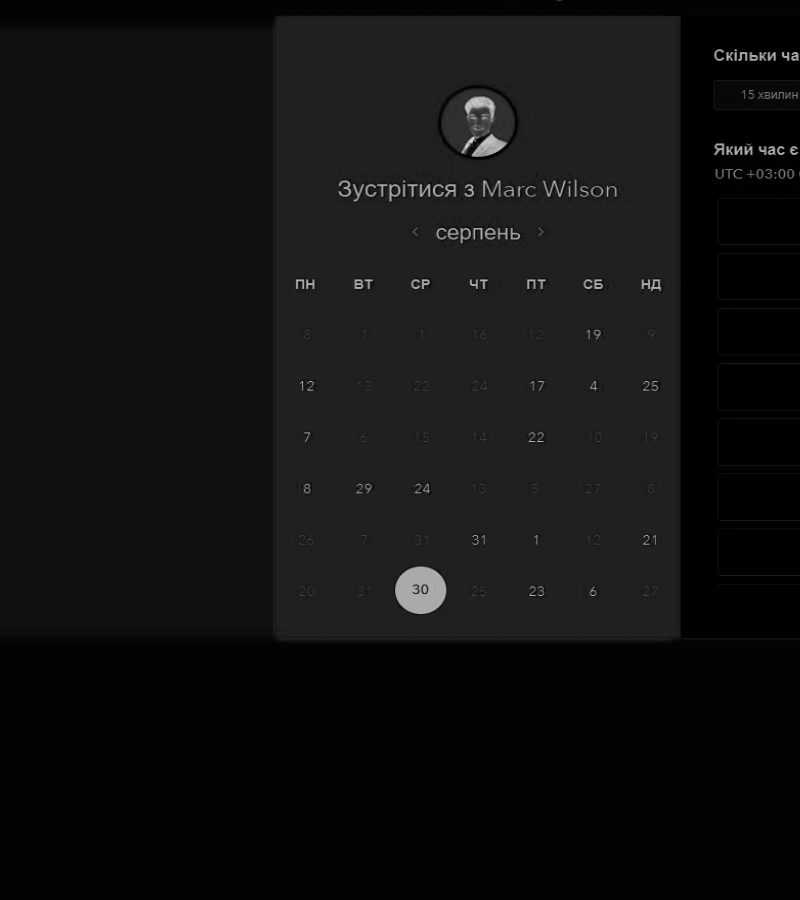 Зустрітися з Marc Wilson
< серпень >
ПН ВТ СР ЧТ ПТ СБ НД
8 1 1 16 12 19 9
12 13 22 24 17 4 25
7 6 15 14 22 10 19
8 29 24 13 5 27 8
26 7 31 31 1 12 21
20 31 30 25 23 6 27
Скільки ча
15 хвилин
Який час є
UTC +03:00